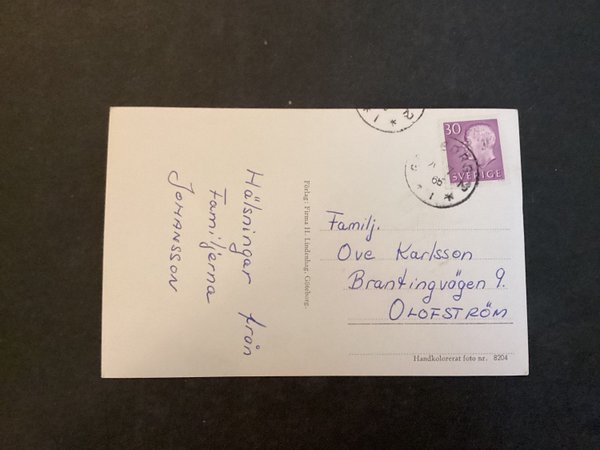 Hälsningar från
Familjerna
JOHANSSON
Förlag: Firma H. Lindenhag, Göteborg.
30
SVERIGE
Familj.
Ove Karlsson
Brantingvägen 9.
OLOFSTRÖM
Handkolorerat foto nr. 8204